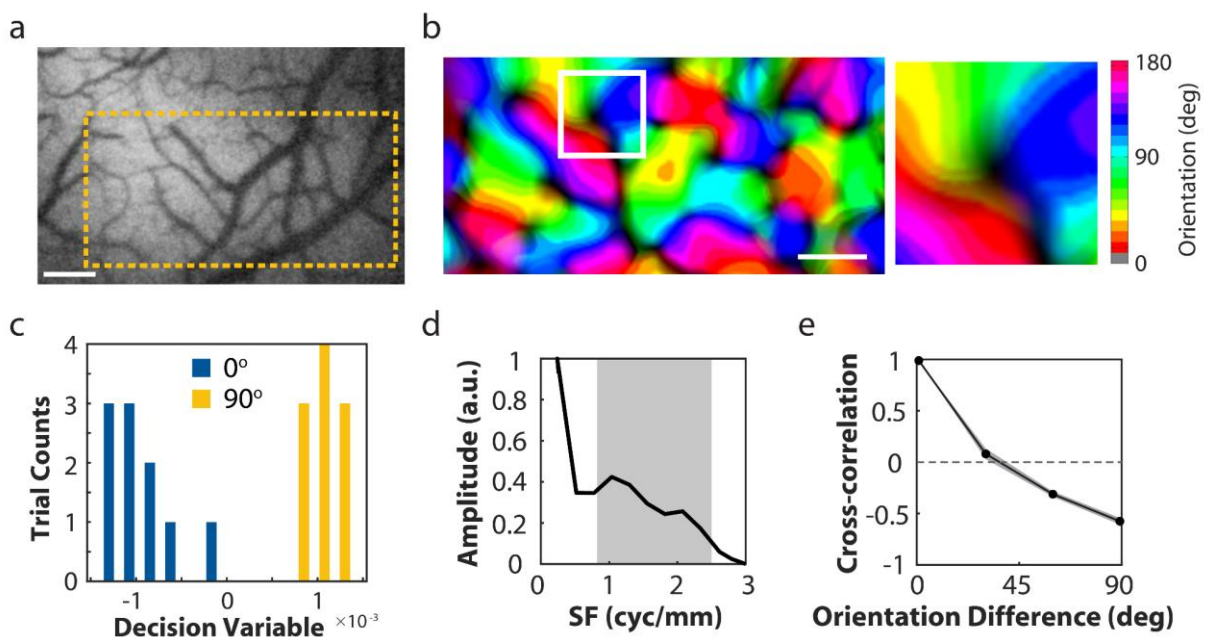 a
b
180
90
0
Orientation (deg)
c
4
3
2
1
0
Trial Counts
0°
90°
-1
0
1
×10⁻³
Decision Variable
d
1
0.8
0.6
0.4
0.2
0
Amplitude (a.u.)
0
1
2
3
SF (cyc/mm)
e
1
0.5
0
-0.5
-1
Cross-correlation
0
45
90
Orientation Difference (deg)